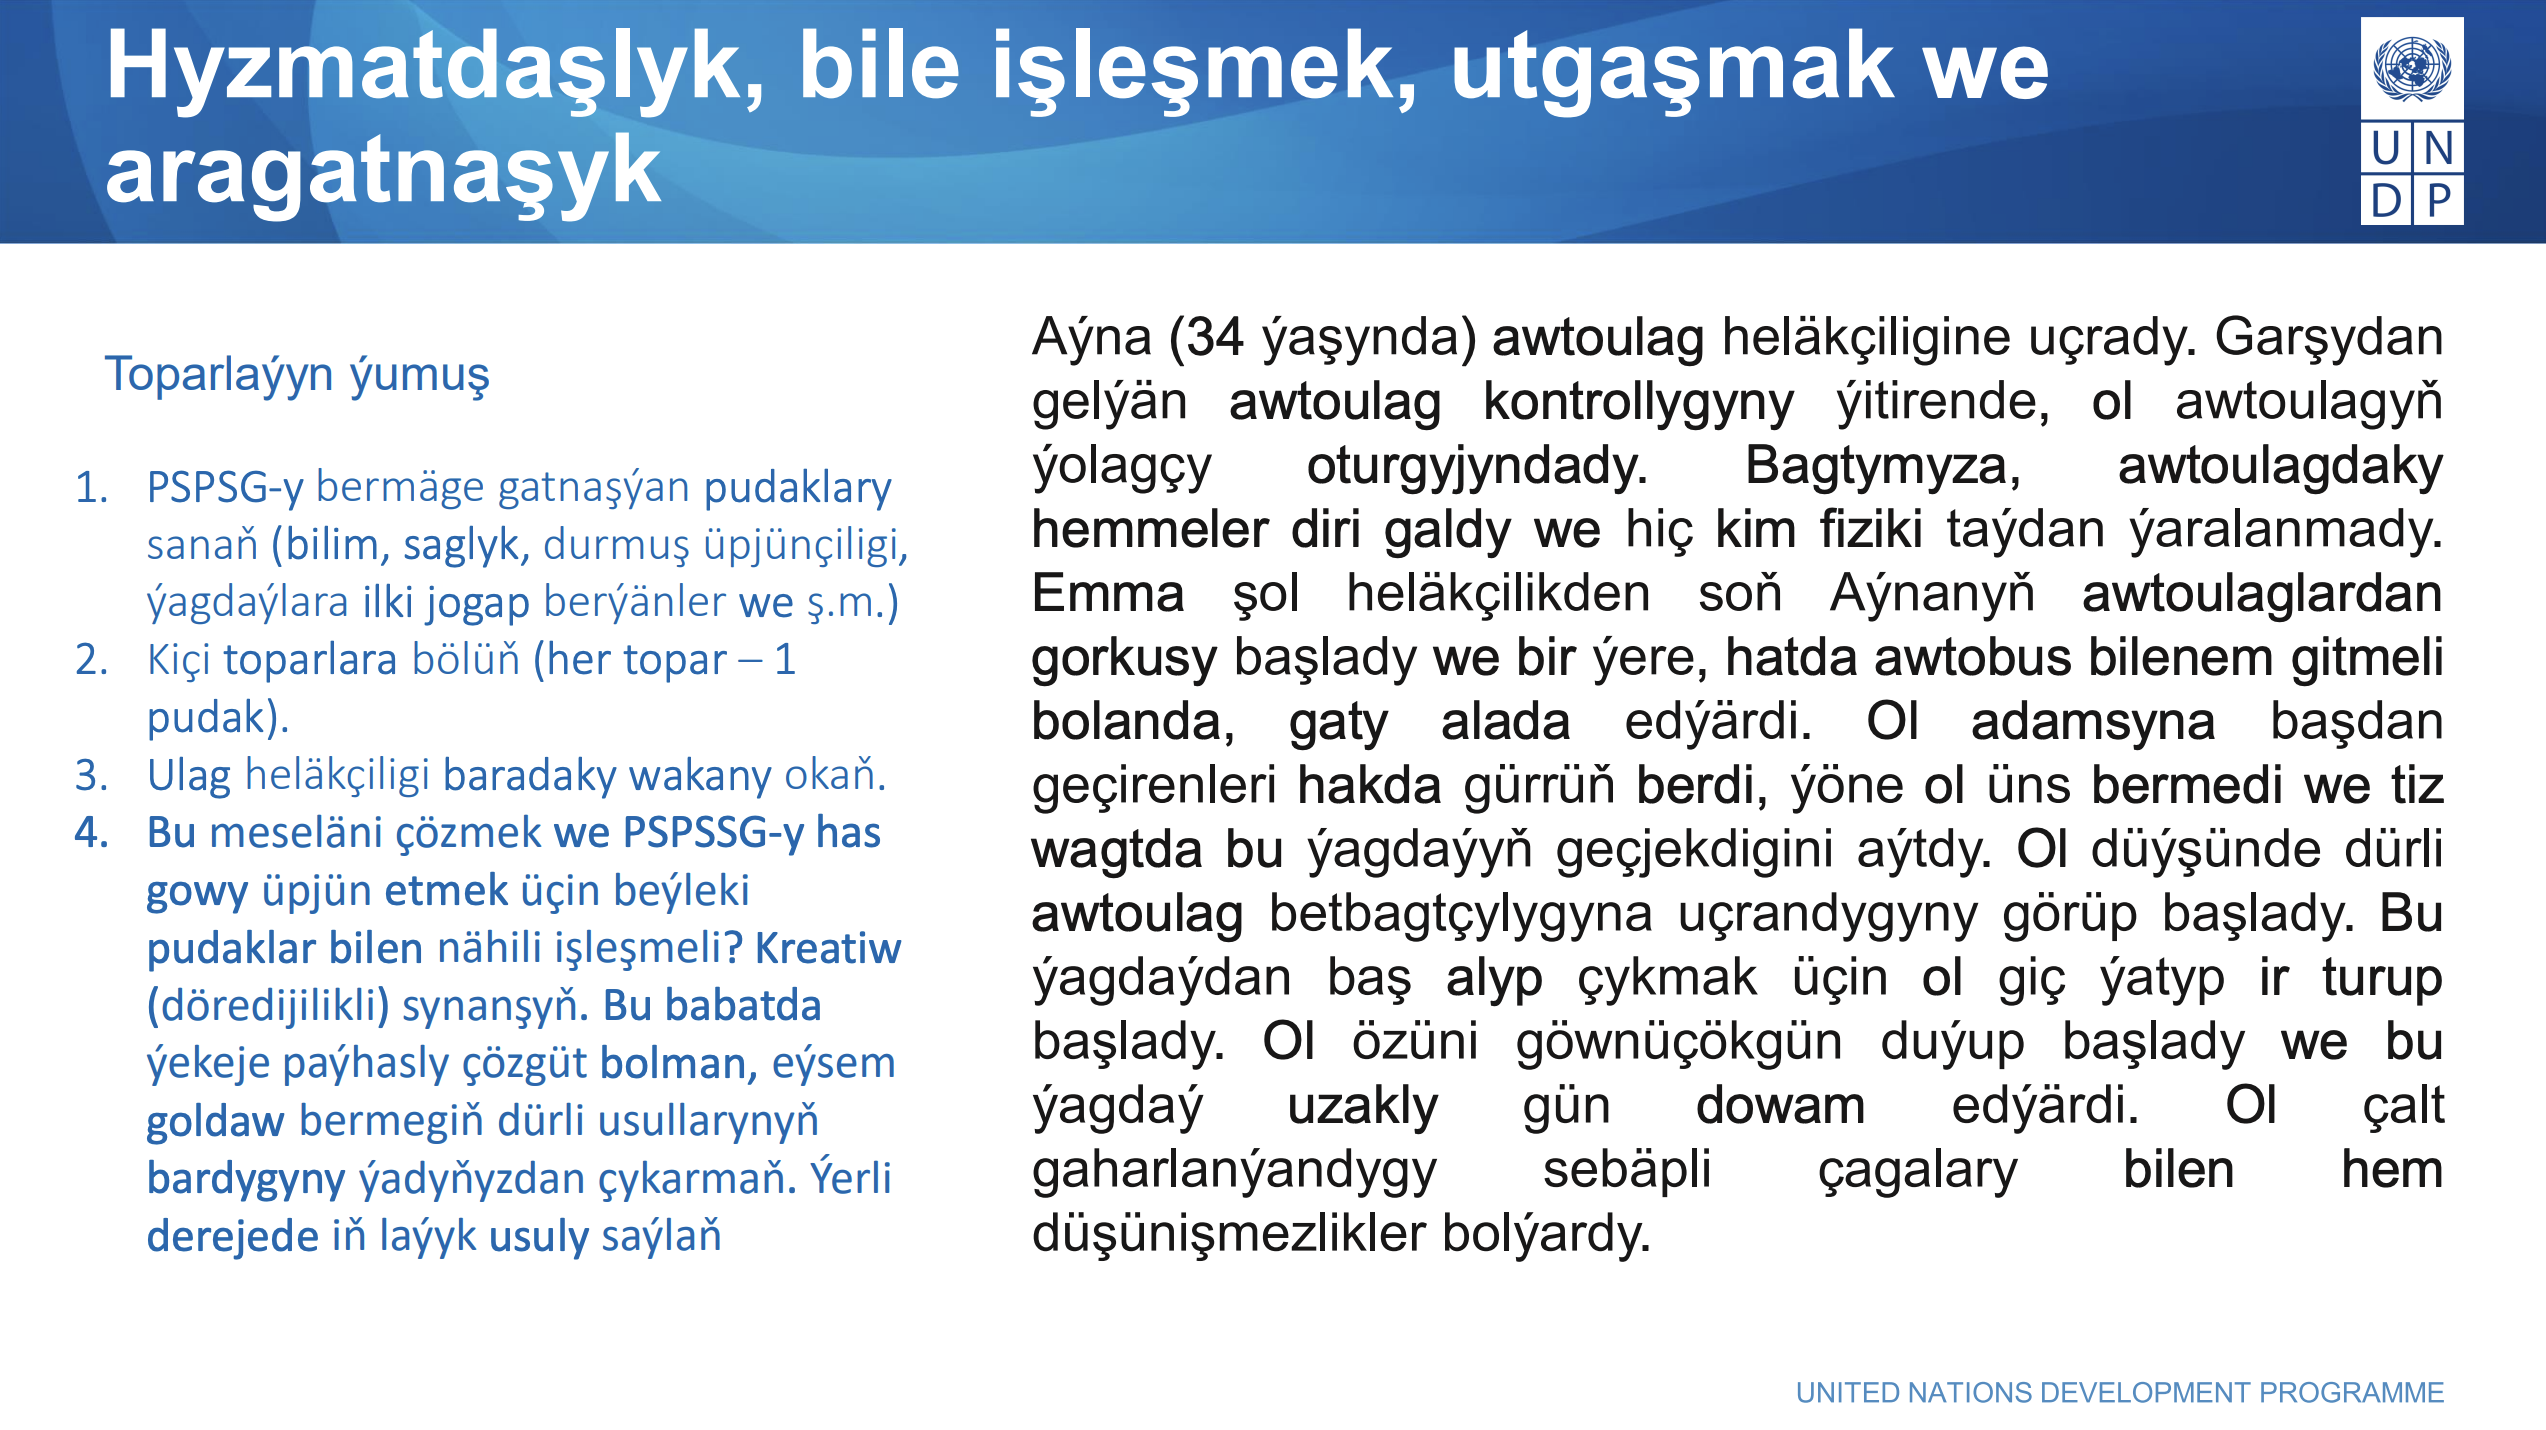 Hyzmatdaşlyk, bile işleşmek, utgaşmak we
aragatnaşyk
U N
D P
Toparlaýyn ýumuş
1. PSPSG-y bermäge gatnaşýan pudaklary
sanaň (bilim, saglyk, durmuş üpjünçiligi,
ýagdaýlara ilki jogap berýänler we ş.m.)
2. Kiçi toparlara bölüň (her topar – 1
pudak).
3. Ulag heläkçiligi baradaky wakany okaň.
4. Bu meseläni çözmek we PSPSSG-y has
gowy üpjün etmek üçin beýleki
pudaklar bilen nähili işleşmeli? Kreatiw
(döredijilikli) synanşyň. Bu babatda
ýekeje paýhasly çözgüt bolman, eýsem
goldaw bermegiň dürli usullarynyň
bardygyny ýadyňyzdan çykarmaň. Ýerli
derejede iň laýyk usuly saýlaň
Aýna (34 ýaşynda) awtoulag heläkçiligine uçrady. Garşydan
gelýän awtoulag kontrollygyny ýitirende, ol awtoulagyň
ýolagçy oturgyjyndady. Bagtymyza, awtoulagdaky
hemmeler diri galdy we hiç kim fiziki taýdan ýaralanmady.
Emma şol heläkçilikden soň Aýnanyň awtoulaglardan
gorkusy başlady we bir ýere, hatda awtobus bilenem gitmeli
bolanda, gaty alada edýärdi. Ol adamsyna başdan
geçirenleri hakda gürrüň berdi, ýöne ol üns bermedi we tiz
wagtda bu ýagdaýyň geçjekdigini aýtdy. Ol düýşünde dürli
awtoulag betbagtçylygyna uçrandygyny görüp başlady. Bu
ýagdaýdan baş alyp çykmak üçin ol giç ýatyp ir turup
başlady. Ol özüni göwnüçökgün duýup başlady we bu
ýagdaý uzakly gün dowam edýärdi. Ol çalt
gaharlanýandygy sebäpli çagalary bilen hem
düşünişmezlikler bolýardy.
UNITED NATIONS DEVELOPMENT PROGRAMME